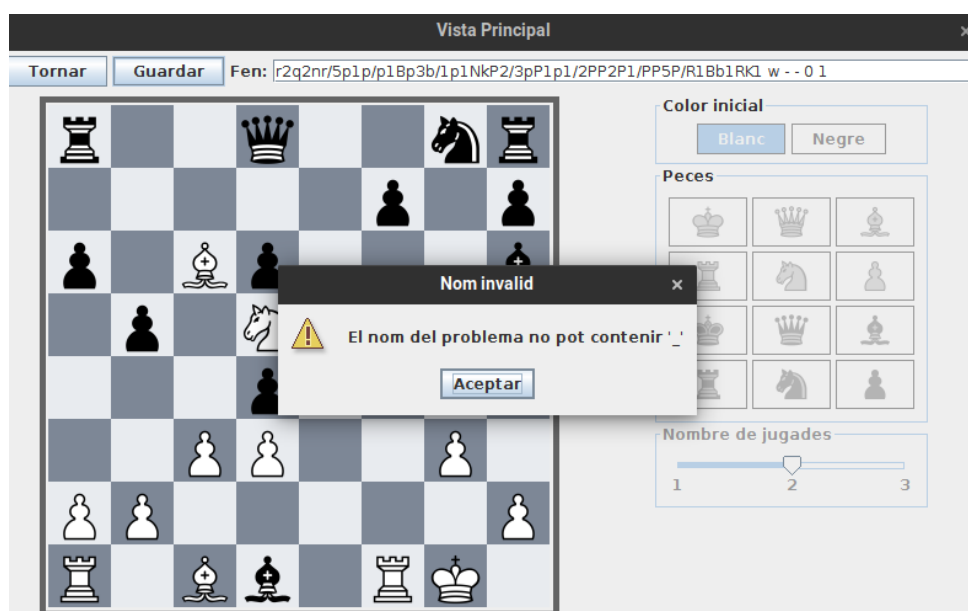 Vista Principal
×
Tornar
Guardar
Fen: r2q2nr/5p1p/p1Bp3b/1p1NkP2/3pP1p1/2PP2P1/PP5P/R1Bb1RK1 w - - 0 1
Color inicial
Blanc
Negre
Peces
Nom invalid
×
El nom del problema no pot contenir '_'
Aceptar
Nombre de jugades
1 2 3